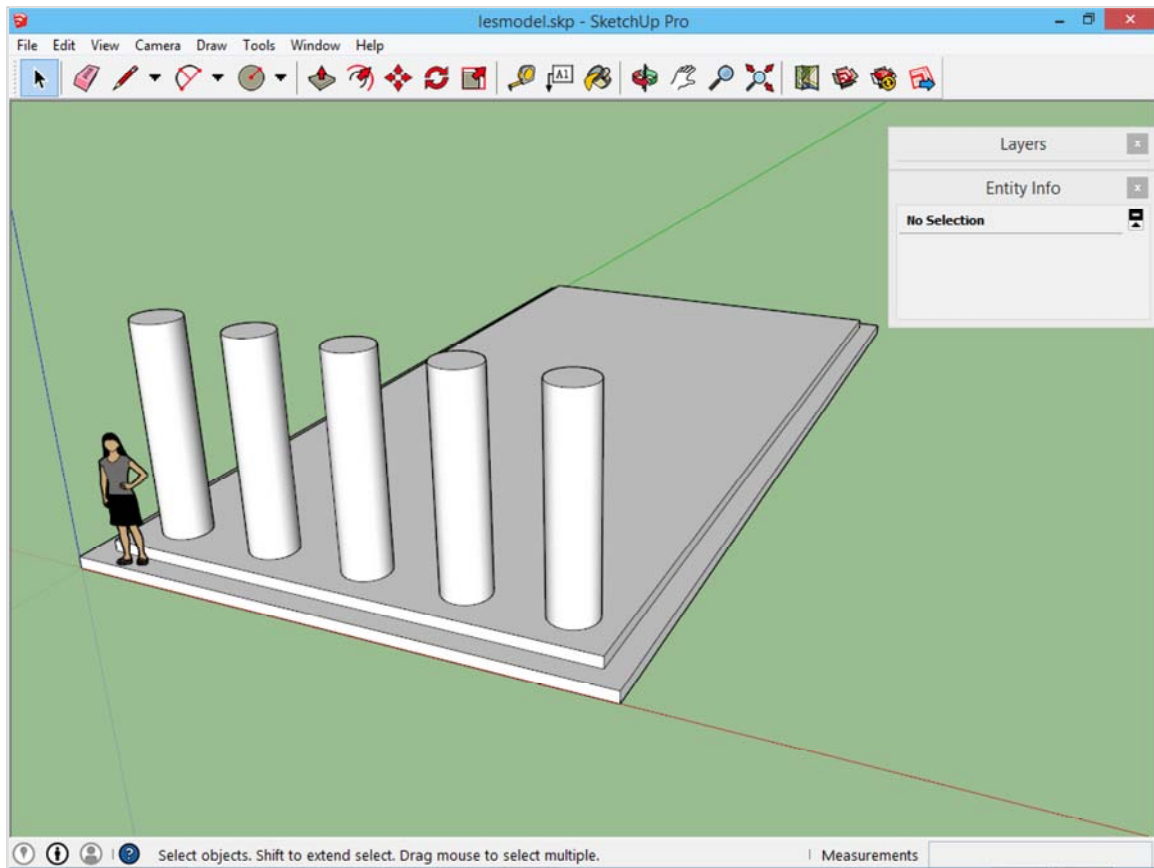 lesmodel.skp - SketchUp Pro
File Edit View Camera Draw Tools Window Help
A1
Layers
Entity Info
No Selection
Select objects. Shift to extend select. Drag mouse to select multiple.
Measurements